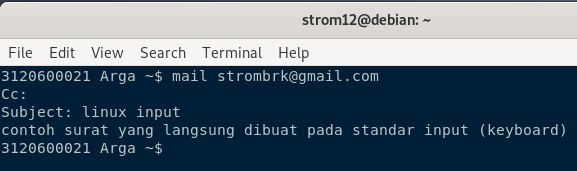 strom12@debian: ~
File Edit View Search Terminal Help
3120600021 Arga ~$ mail strombrk@gmail.com
Cc:
Subject: linux input
contoh surat yang langsung dibuat pada standar input (keyboard)
3120600021 Arga ~$